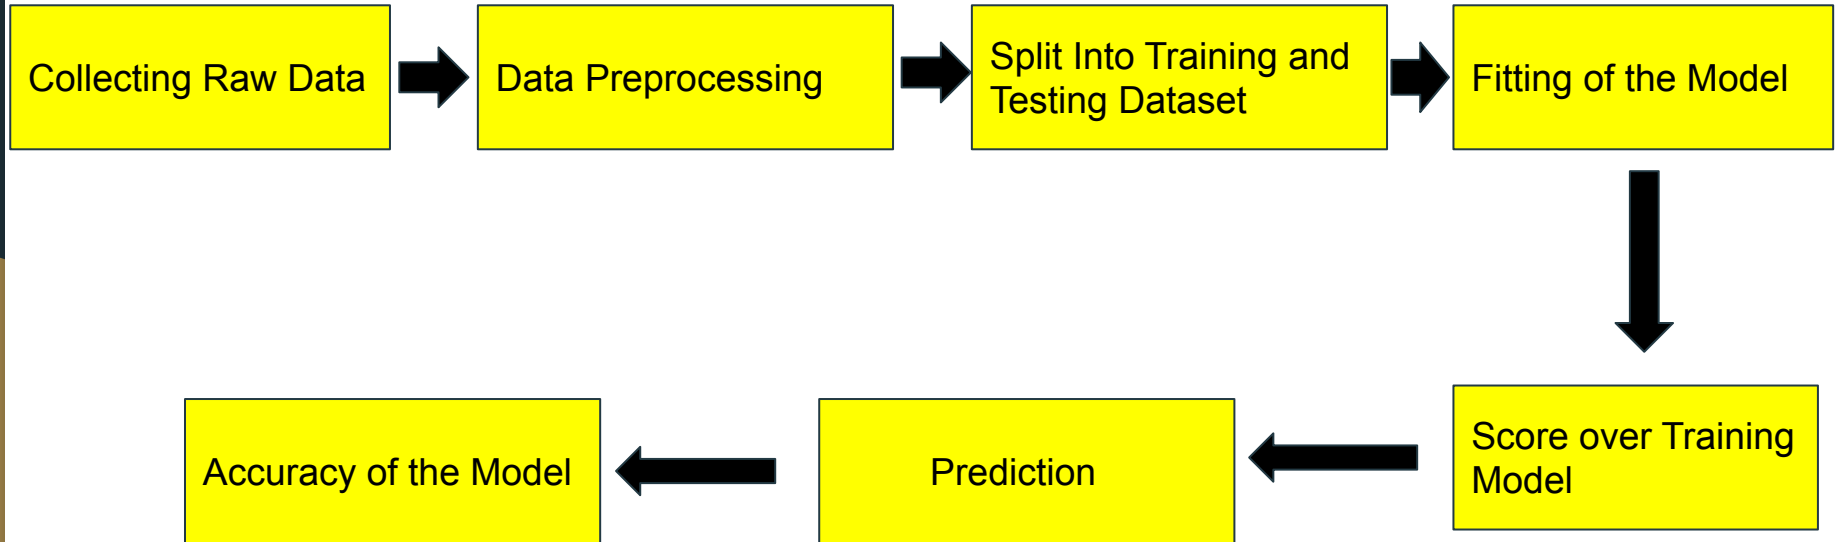 Collecting Raw Data
Data Preprocessing
Split Into Training and
Testing Dataset
Fitting of the Model
Score over Training
Model
Prediction
Accuracy of the Model